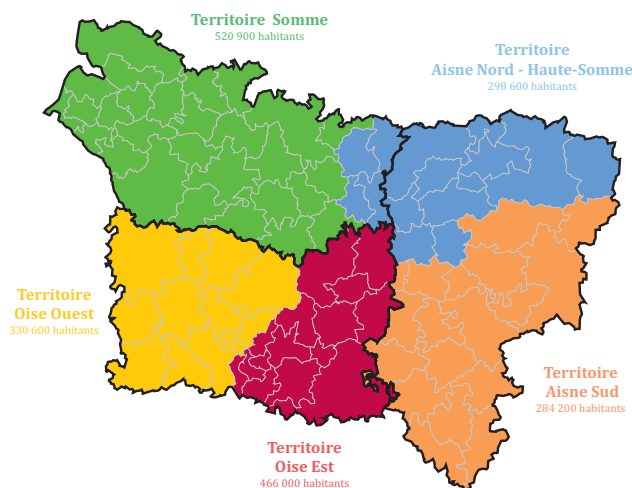 Territoire Somme
520 900 habitants
Territoire
Aisne Nord - Haute-Somme
298 600 habitants
Territoire
Oise Ouest
330 600 habitants
Territoire
Aisne Sud
284 200 habitants
Territoire
Oise Est
466 000 habitants